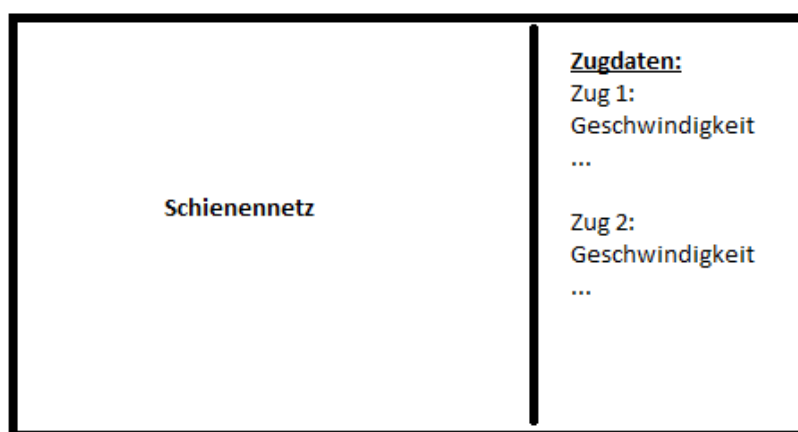 Schienennetz
Zugdaten:
Zug 1:
Geschwindigkeit
...
Zug 2:
Geschwindigkeit
...